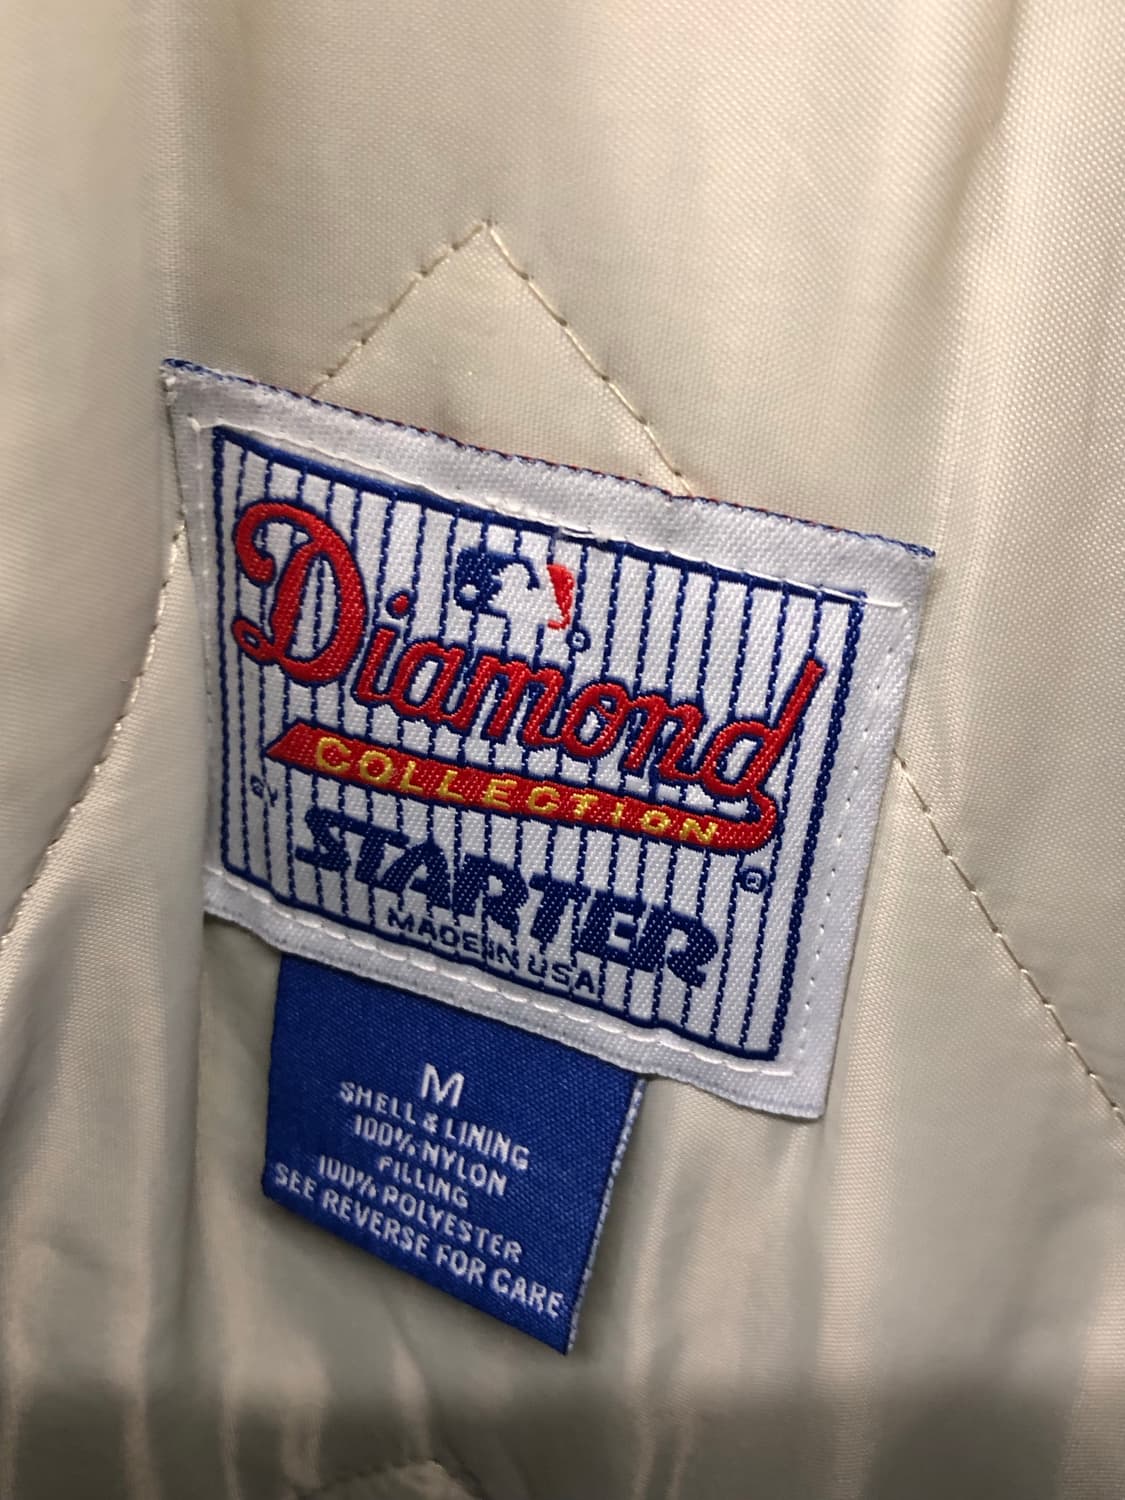 Diamond
®
COLLECTION
BY
STARTER
®
MADE IN USA
M
SHELL & LINING
100% NYLON
FILLING
100% POLYESTER
SEE REVERSE FOR CARE